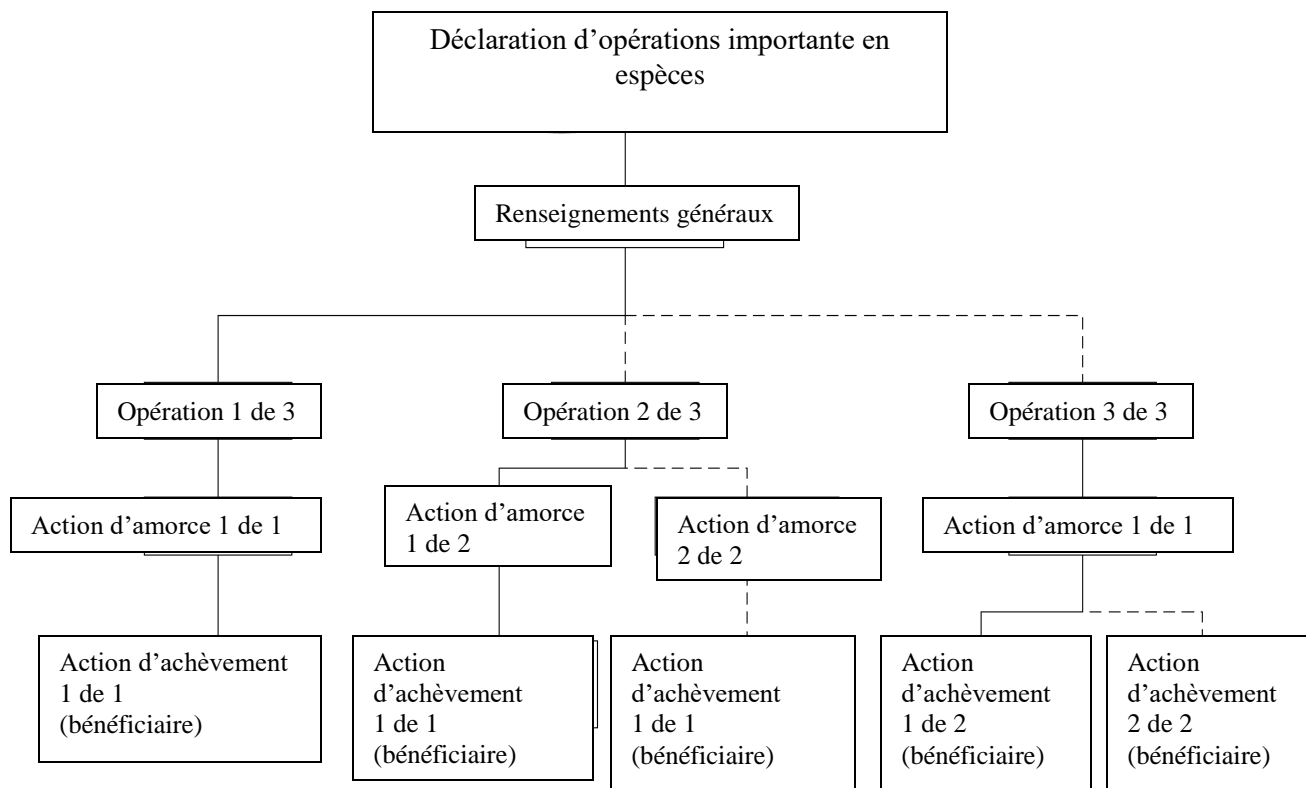 Déclaration d’opérations importante en
espèces
Renseignements généraux
Opération 1 de 3
Opération 2 de 3
Opération 3 de 3
Action d’amorce 1 de 1
Action d’amorce
1 de 2
Action d’amorce
2 de 2
Action d’amorce 1 de 1
Action d’achèvement
1 de 1
(bénéficiaire)
Action
d’achèvement
1 de 1
(bénéficiaire)
Action
d’achèvement
1 de 1
(bénéficiaire)
Action
d’achèvement
1 de 2
(bénéficiaire)
Action
d’achèvement
2 de 2
(bénéficiaire)